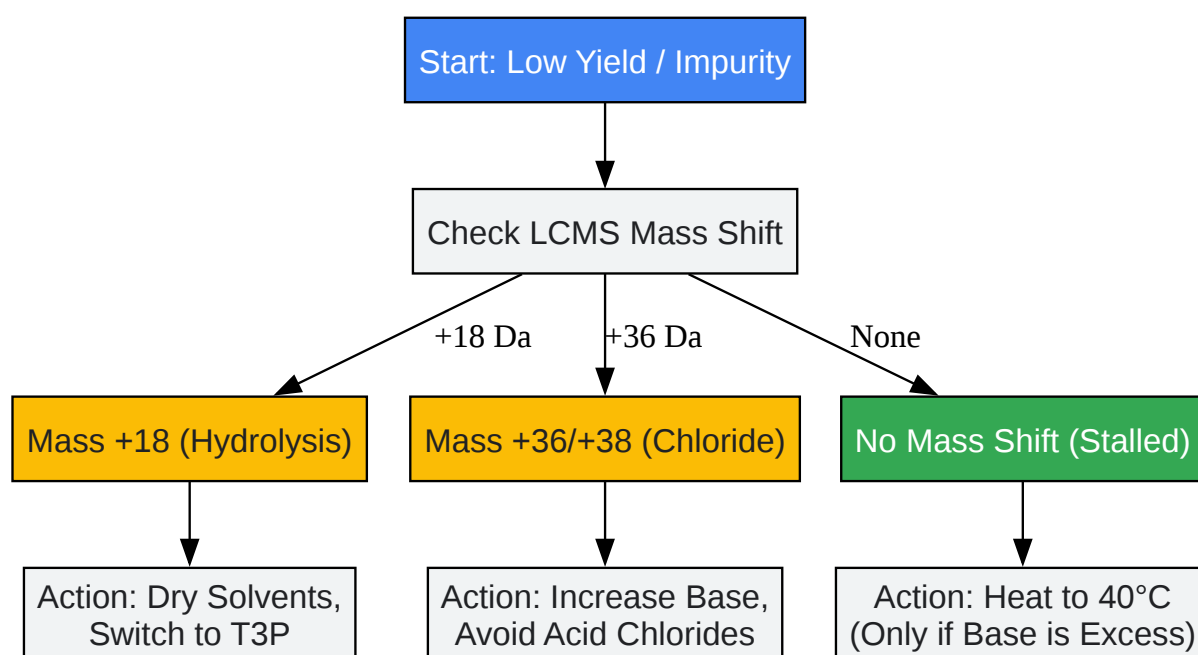 Start: Low Yield / Impurity
Check LCMS Mass Shift
+18 Da
+36 Da
None
Mass +18 (Hydrolysis)
Mass +36/+38 (Chloride)
No Mass Shift (Stalled)
Action: Dry Solvents,
Switch to T3P
Action: Increase Base,
Avoid Acid Chlorides
Action: Heat to 40°C
(Only if Base is Excess)